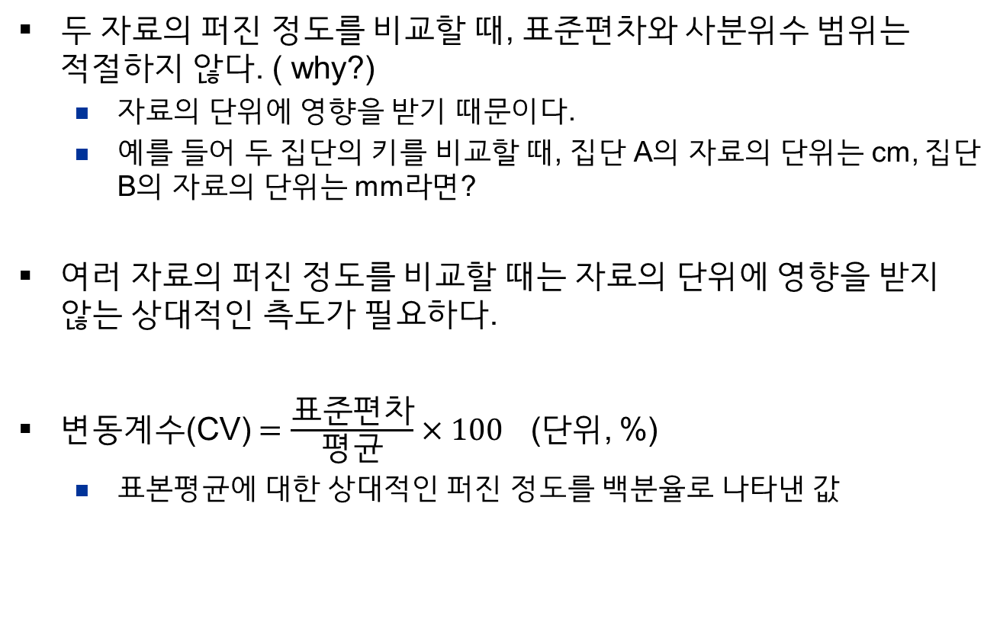 ▪ 두 자료의 퍼진 정도를 비교할 때, 표준편차와 사분위수 범위는
적절하지 않다. ( why?)
■ 자료의 단위에 영향을 받기 때문이다.
■ 예를 들어 두 집단의 키를 비교할 때, 집단 A의 자료의 단위는 cm, 집단
B의 자료의 단위는 mm라면?
▪ 여러 자료의 퍼진 정도를 비교할 때는 자료의 단위에 영향을 받지
않는 상대적인 측도가 필요하다.
▪ 변동계수(CV) = 표준편차/평균 × 100 (단위, %)
■ 표본평균에 대한 상대적인 퍼진 정도를 백분율로 나타낸 값